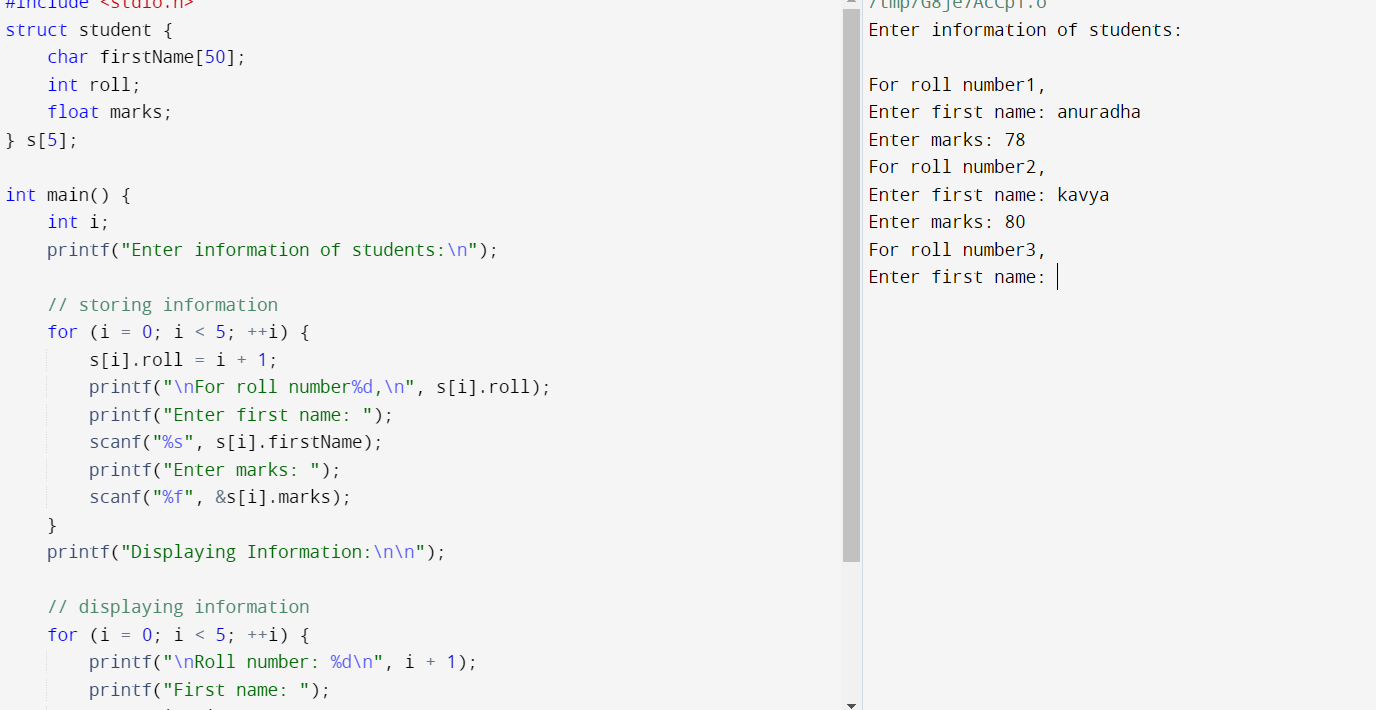 #include <stdio.h>
struct student {
    char firstName[50];
    int roll;
    float marks;
} s[5];
int main() {
    int i;
    printf("Enter information of students:\n");
    // storing information
    for (i = 0; i < 5; ++i) {
        s[i].roll = i + 1;
        printf("\nFor roll number%d,\n", s[i].roll);
        printf("Enter first name: ");
        scanf("%s", s[i].firstName);
        printf("Enter marks: ");
        scanf("%f", &s[i].marks);
    }
    printf("Displaying Information:\n\n");
    // displaying information
    for (i = 0; i < 5; ++i) {
        printf("\nRoll number: %d\n", i + 1);
        printf("First name: ");
Enter information of students:
For roll number1,
Enter first name: anuradha
Enter marks: 78
For roll number2,
Enter first name: kavya
Enter marks: 80
For roll number3,
Enter first name: